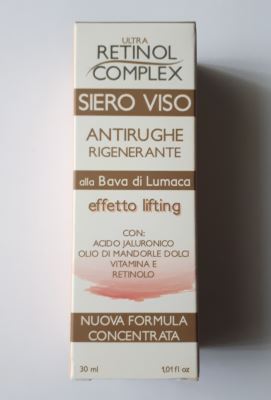 ULTRA
RETINOL
COMPLEX
SIERO VISO
ANTIRUGHE
RIGENERANTE
alla Bava di Lumaca
effetto lifting
CON:
ACIDO JALURONICO
OLIO DI MANDORLE DOLCI
VITAMINA E
RETINOLO
NUOVA FORMULA
CONCENTRATA
30 ml 1,01 fl oz